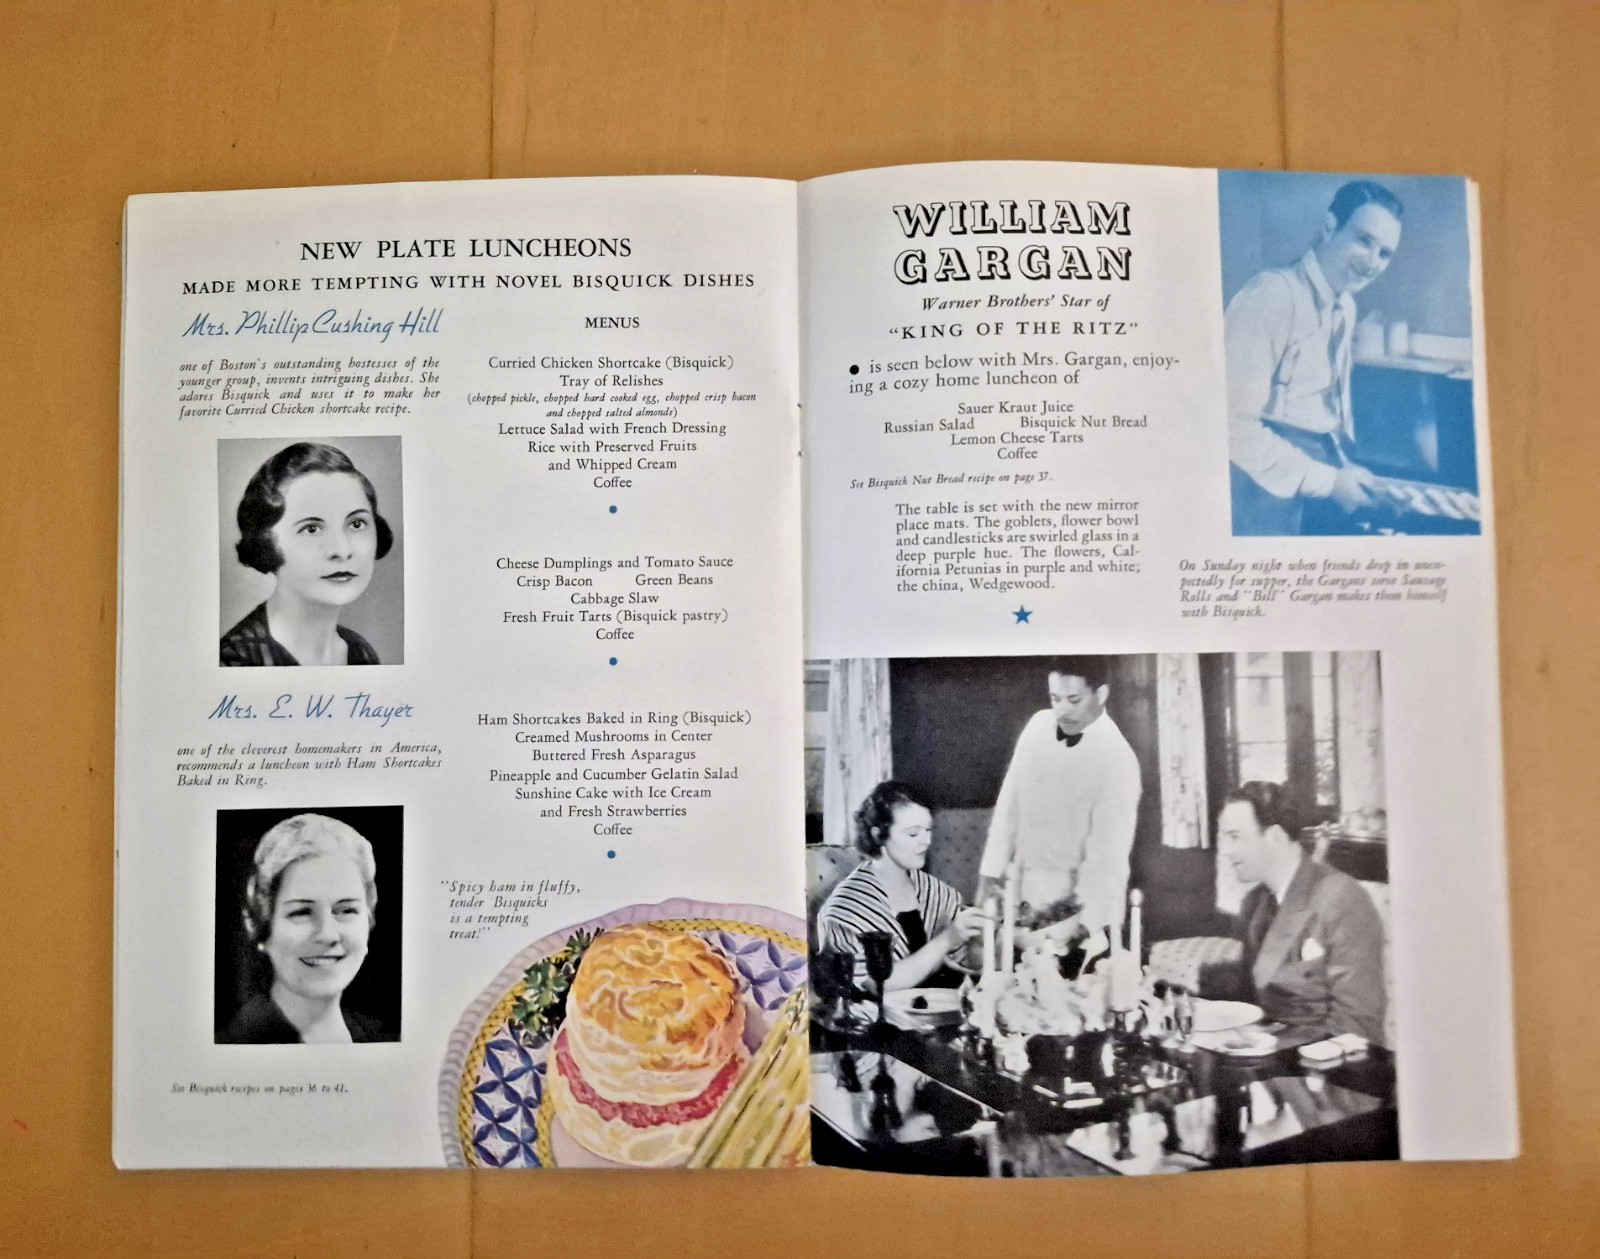 NEW PLATE LUNCHEONS
MADE MORE TEMPTING WITH NOVEL BISQUICK DISHES
Mrs. Phillip Cushing Hill
one of Boston's outstanding hostesses of the
younger group, invents intriguing dishes. She
adores Bisquick and uses it to make her
favorite Curried Chicken shortcake recipe.
Mrs. E. W. Thayer
one of the cleverest homemakers in America,
recommends a luncheon with Ham Shortcakes
Baked in Ring.
See Bisquick recipes on pages 36 to 41.
MENUS
Curried Chicken Shortcake (Bisquick)
Tray of Relishes
(chopped pickle, chopped hard cooked egg, chopped crisp bacon
and chopped salted almonds)
Lettuce Salad with French Dressing
Rice with Preserved Fruits
and Whipped Cream
Coffee
Cheese Dumplings and Tomato Sauce
Crisp Bacon Green Beans
Cabbage Slaw
Fresh Fruit Tarts (Bisquick pastry)
Coffee
Ham Shortcakes Baked in Ring (Bisquick)
Creamed Mushrooms in Center
Buttered Fresh Asparagus
Pineapple and Cucumber Gelatin Salad
Sunshine Cake with Ice Cream
and Fresh Strawberries
Coffee
"Spicy ham in fluffy,
tender Bisquicks
is a tempting
treat!"
WILLIAM
GARGAN
Warner Brothers' Star of
"KING OF THE RITZ"
● is seen below with Mrs. Gargan, enjoy-
ing a cozy home luncheon of
Sauer Kraut Juice
Russian Salad Bisquick Nut Bread
Lemon Cheese Tarts
Coffee
See Bisquick Nut Bread recipe on page 37.
The table is set with the new mirror
place mats. The goblets, flower bowl
and candlesticks are swirled glass in a
deep purple hue. The flowers, Cal-
ifornia Petunias in purple and white;
the china, Wedgewood.
On Sunday night when friends drop in unex-
pectedly for supper, the Gargans serve Sausage
Rolls and "Bill" Gargan makes them himself
with Bisquick.